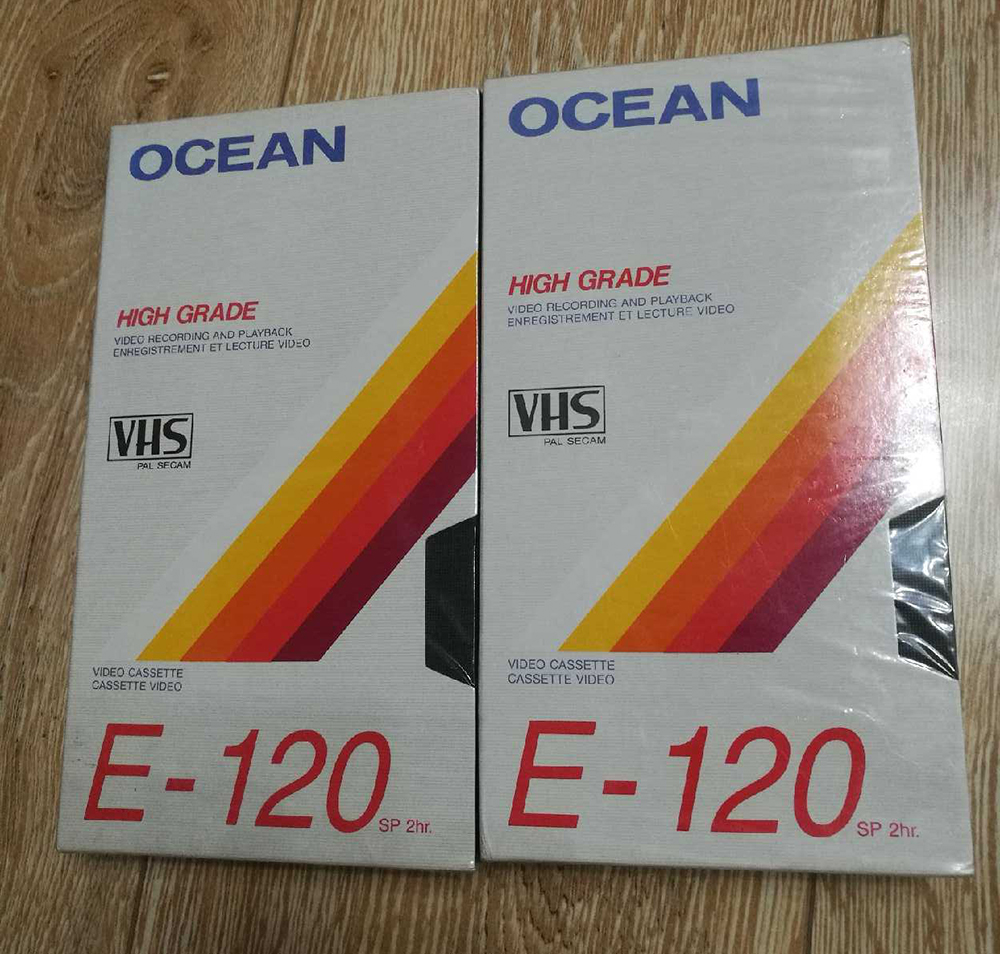 OCEAN
HIGH GRADE
VIDEO RECORDING AND PLAYBACK
ENREGISTREMENT ET LECTURE VIDEO
VHS
PAL SECAM
VIDEO CASSETTE
CASSETTE VIDEO
E-120
SP 2hr.
OCEAN
HIGH GRADE
VIDEO RECORDING AND PLAYBACK
ENREGISTREMENT ET LECTURE VIDEO
VHS
PAL SECAM
VIDEO CASSETTE
CASSETTE VIDEO
E-120
SP 2hr.